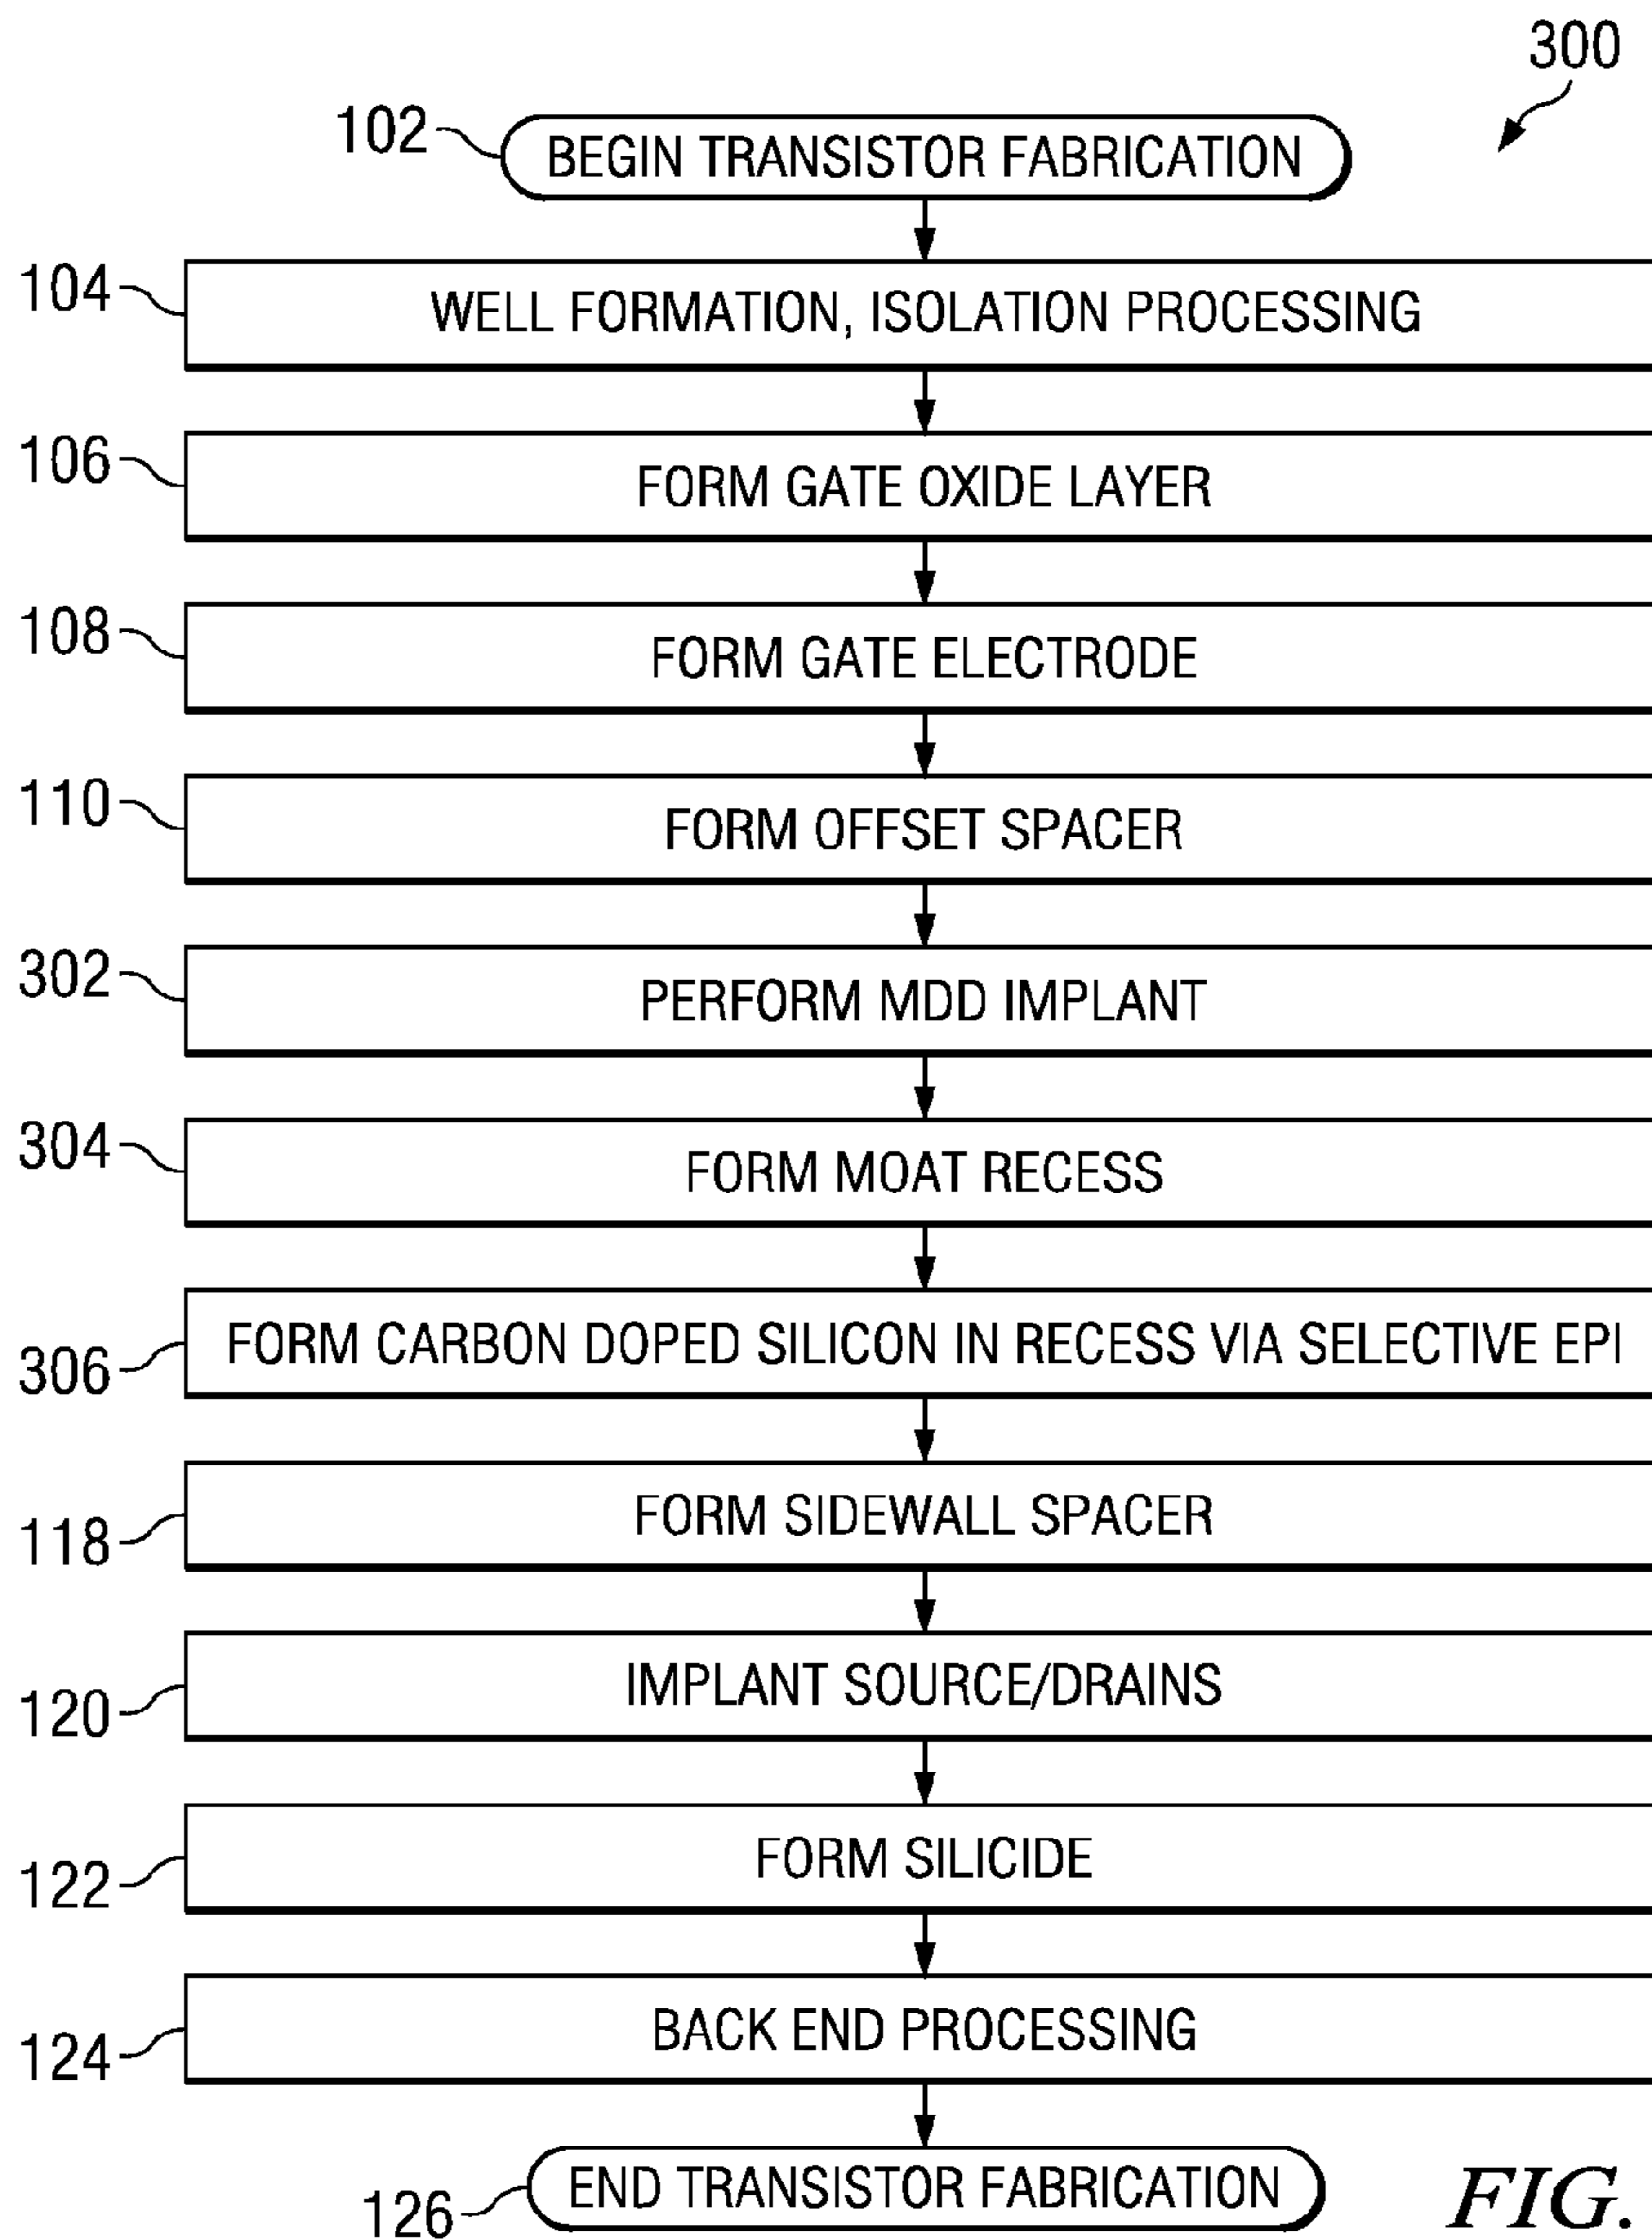 300
102 BEGIN TRANSISTOR FABRICATION
104 WELL FORMATION, ISOLATION PROCESSING
106 FORM GATE OXIDE LAYER
108 FORM GATE ELECTRODE
110 FORM OFFSET SPACER
302 PERFORM MDD IMPLANT
304 FORM MOAT RECESS
306 FORM CARBON DOPED SILICON IN RECESS VIA SELECTIVE EPI
118 FORM SIDEWALL SPACER
120 IMPLANT SOURCE/DRAINS
122 FORM SILICIDE
124 BACK END PROCESSING
126 END TRANSISTOR FABRICATION
FIG.